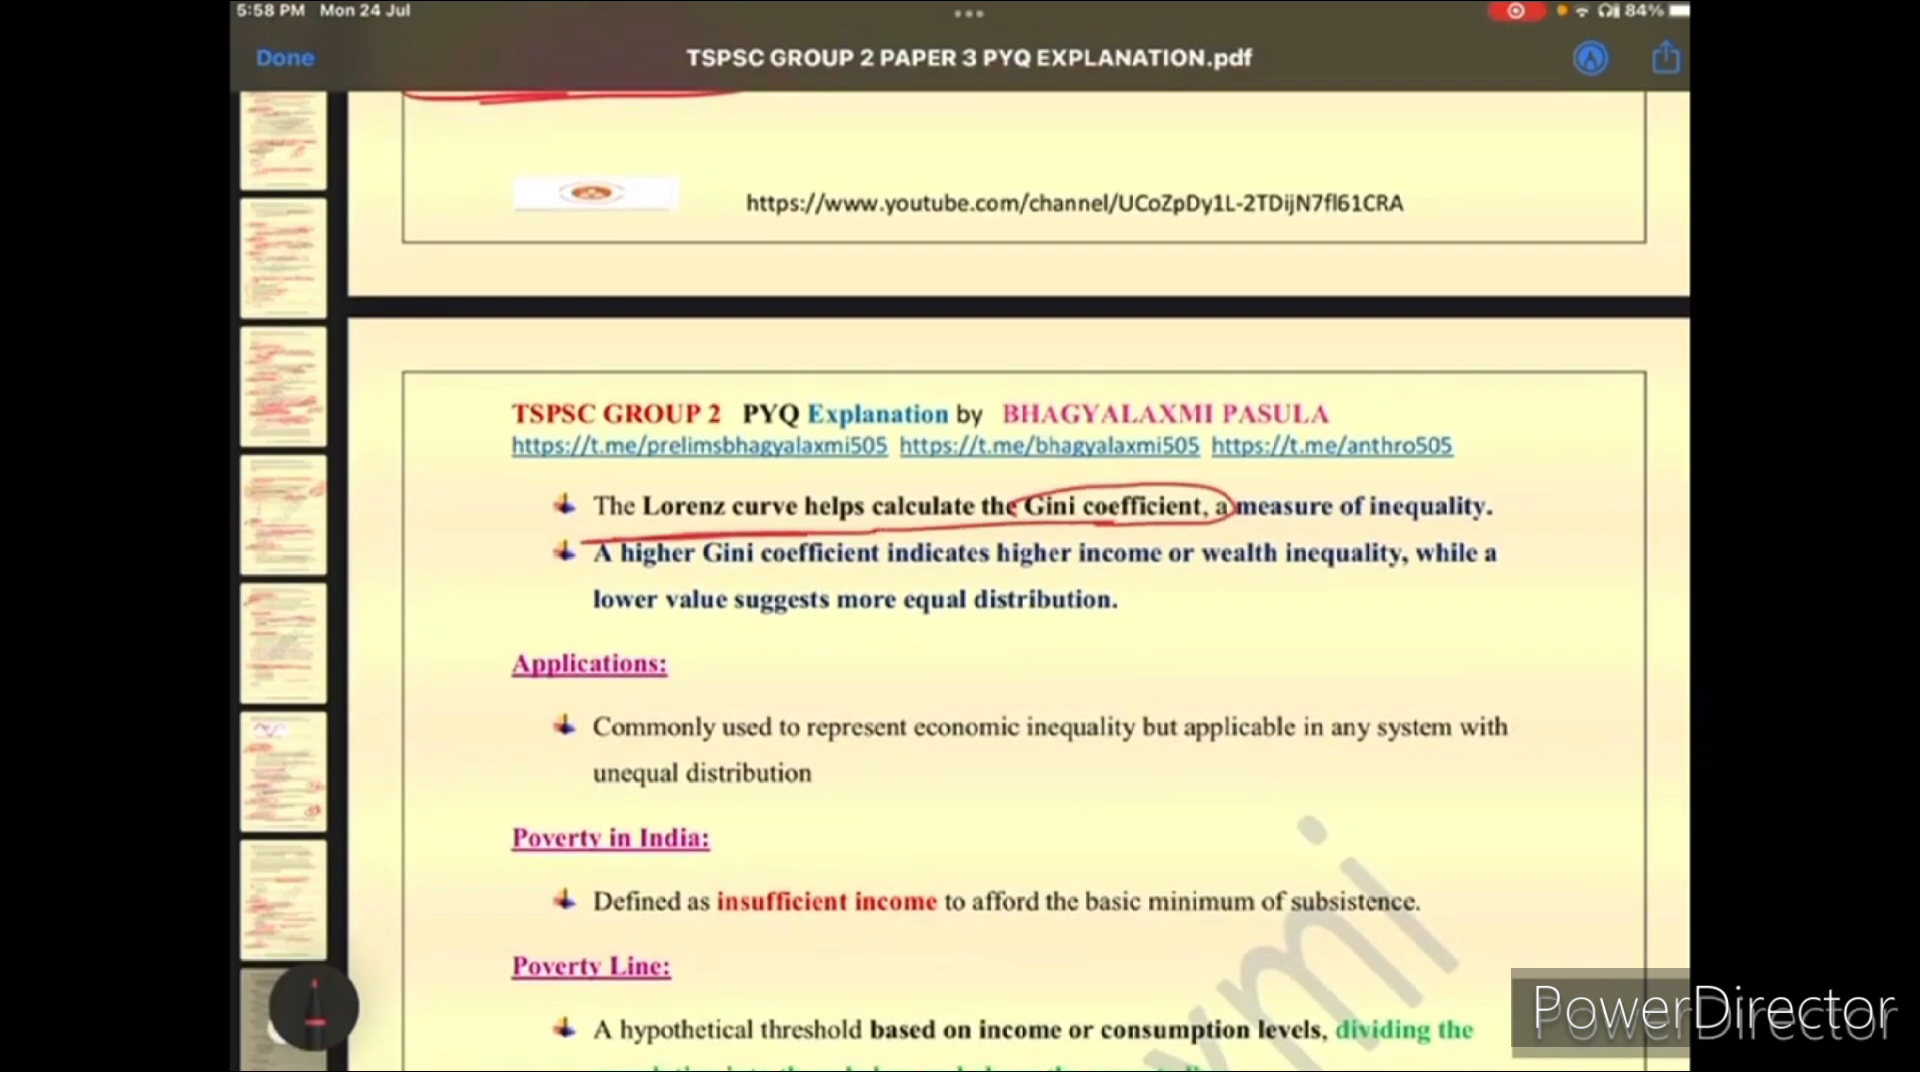 5:58 PM Mon 24 Jul
84%
Done
TSPSC GROUP 2 PAPER 3 PYQ EXPLANATION.pdf
https://www.youtube.com/channel/UCoZpDy1L-2TDijN7fl61CRA
TSPSC GROUP 2 PYQ Explanation by BHAGYALAXMI PASULA
https://t.me/prelimsbhagyalaxmi505 https://t.me/bhagyalaxmi505 https://t.me/anthro505
The Lorenz curve helps calculate the Gini coefficient, a measure of inequality.
A higher Gini coefficient indicates higher income or wealth inequality, while a
lower value suggests more equal distribution.
Applications:
Commonly used to represent economic inequality but applicable in any system with
unequal distribution
Poverty in India:
Defined as insufficient income to afford the basic minimum of subsistence.
Poverty Line:
A hypothetical threshold based on income or consumption levels, dividing the
PowerDirector